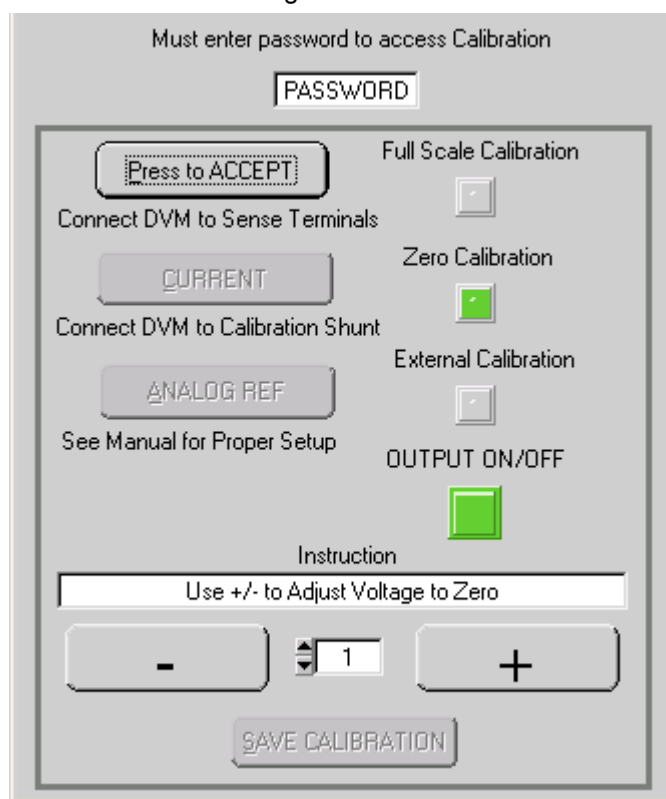 Must enter password to access Calibration
PASSWORD
Press to ACCEPT
Full Scale Calibration
Connect DVM to Sense Terminals
CURRENT
Zero Calibration
Connect DVM to Calibration Shunt
ANALOG REF
External Calibration
See Manual for Proper Setup
OUTPUT ON/OFF
Instruction
Use +/- to Adjust Voltage to Zero
- 1 +
SAVE CALIBRATION